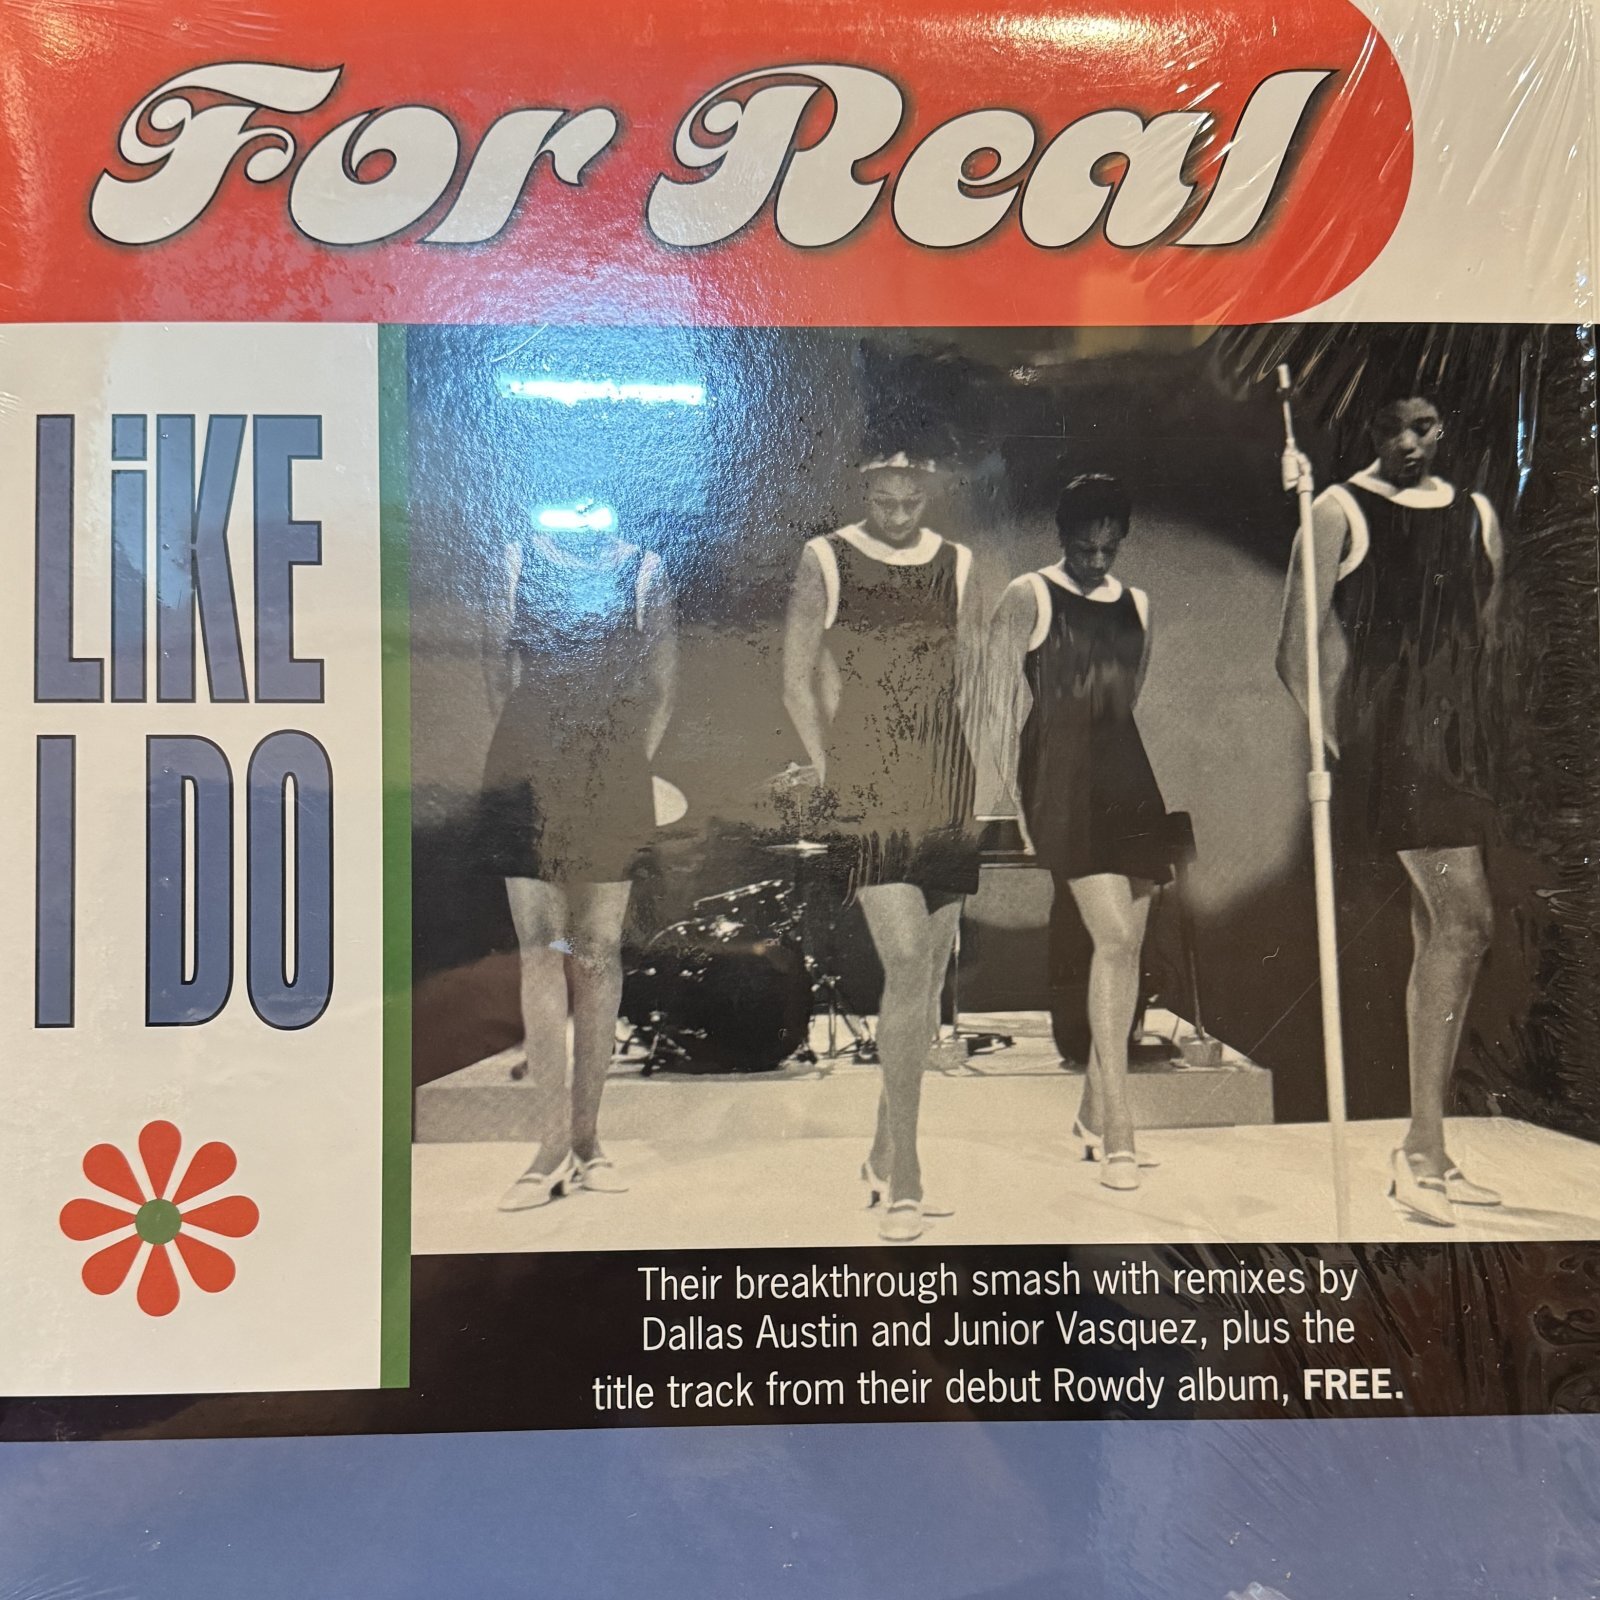 For Real
LiKE
I DO
Their breakthrough smash with remixes by
Dallas Austin and Junior Vasquez, plus the
title track from their debut Rowdy album, FREE.